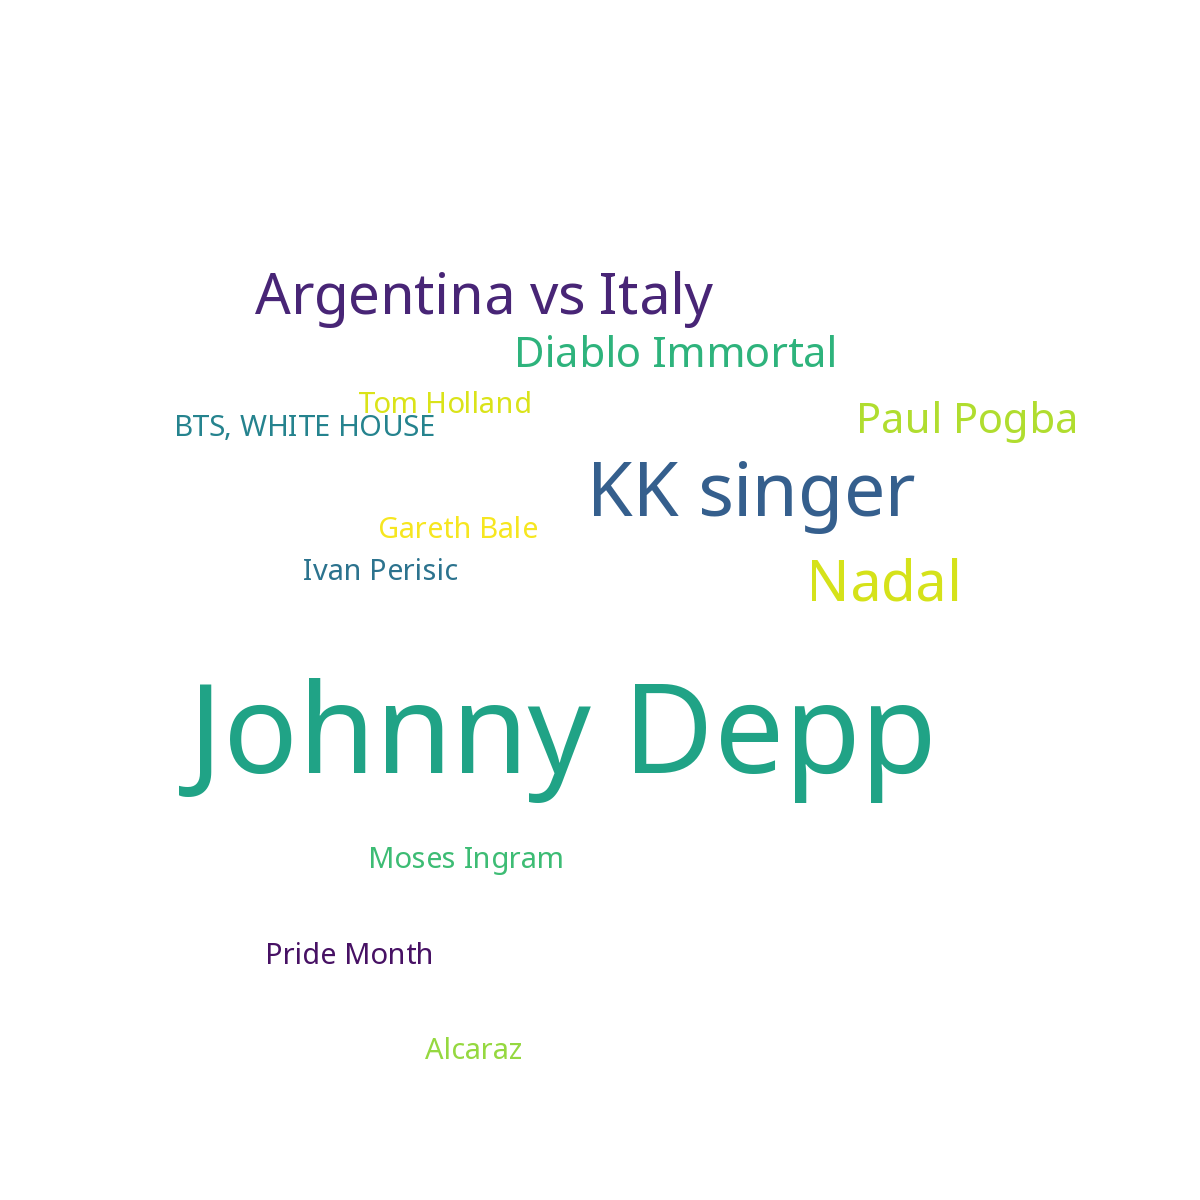 Argentina vs Italy
Diablo Immortal
Tom Holland
BTS, WHITE HOUSE
Paul Pogba
KK singer
Gareth Bale
Ivan Perisic
Nadal
Johnny Depp
Moses Ingram
Pride Month
Alcaraz